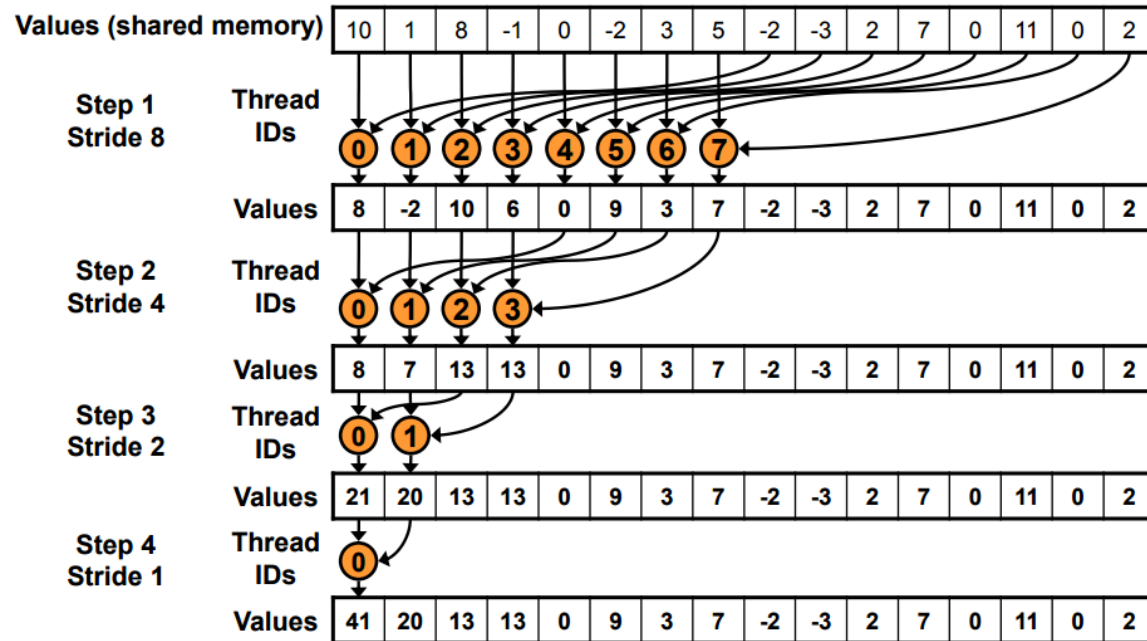 Values (shared memory) 10 1 8 -1 0 -2 3 5 -2 -3 2 7 0 11 0 2
Step 1 Thread
Stride 8 IDs
0 1 2 3 4 5 6 7
Values 8 -2 10 6 0 9 3 7 -2 -3 2 7 0 11 0 2
Step 2 Thread
Stride 4 IDs
0 1 2 3
Values 8 7 13 13 0 9 3 7 -2 -3 2 7 0 11 0 2
Step 3 Thread
Stride 2 IDs
0 1
Values 21 20 13 13 0 9 3 7 -2 -3 2 7 0 11 0 2
Step 4 Thread
Stride 1 IDs
0
Values 41 20 13 13 0 9 3 7 -2 -3 2 7 0 11 0 2